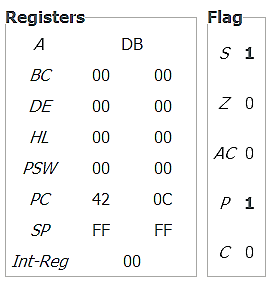 Registers
A DB
BC 00 00
DE 00 00
HL 00 00
PSW 00 00
PC 42 0C
SP FF FF
Int-Reg 00
Flag
S 1
Z 0
AC 0
P 1
C 0